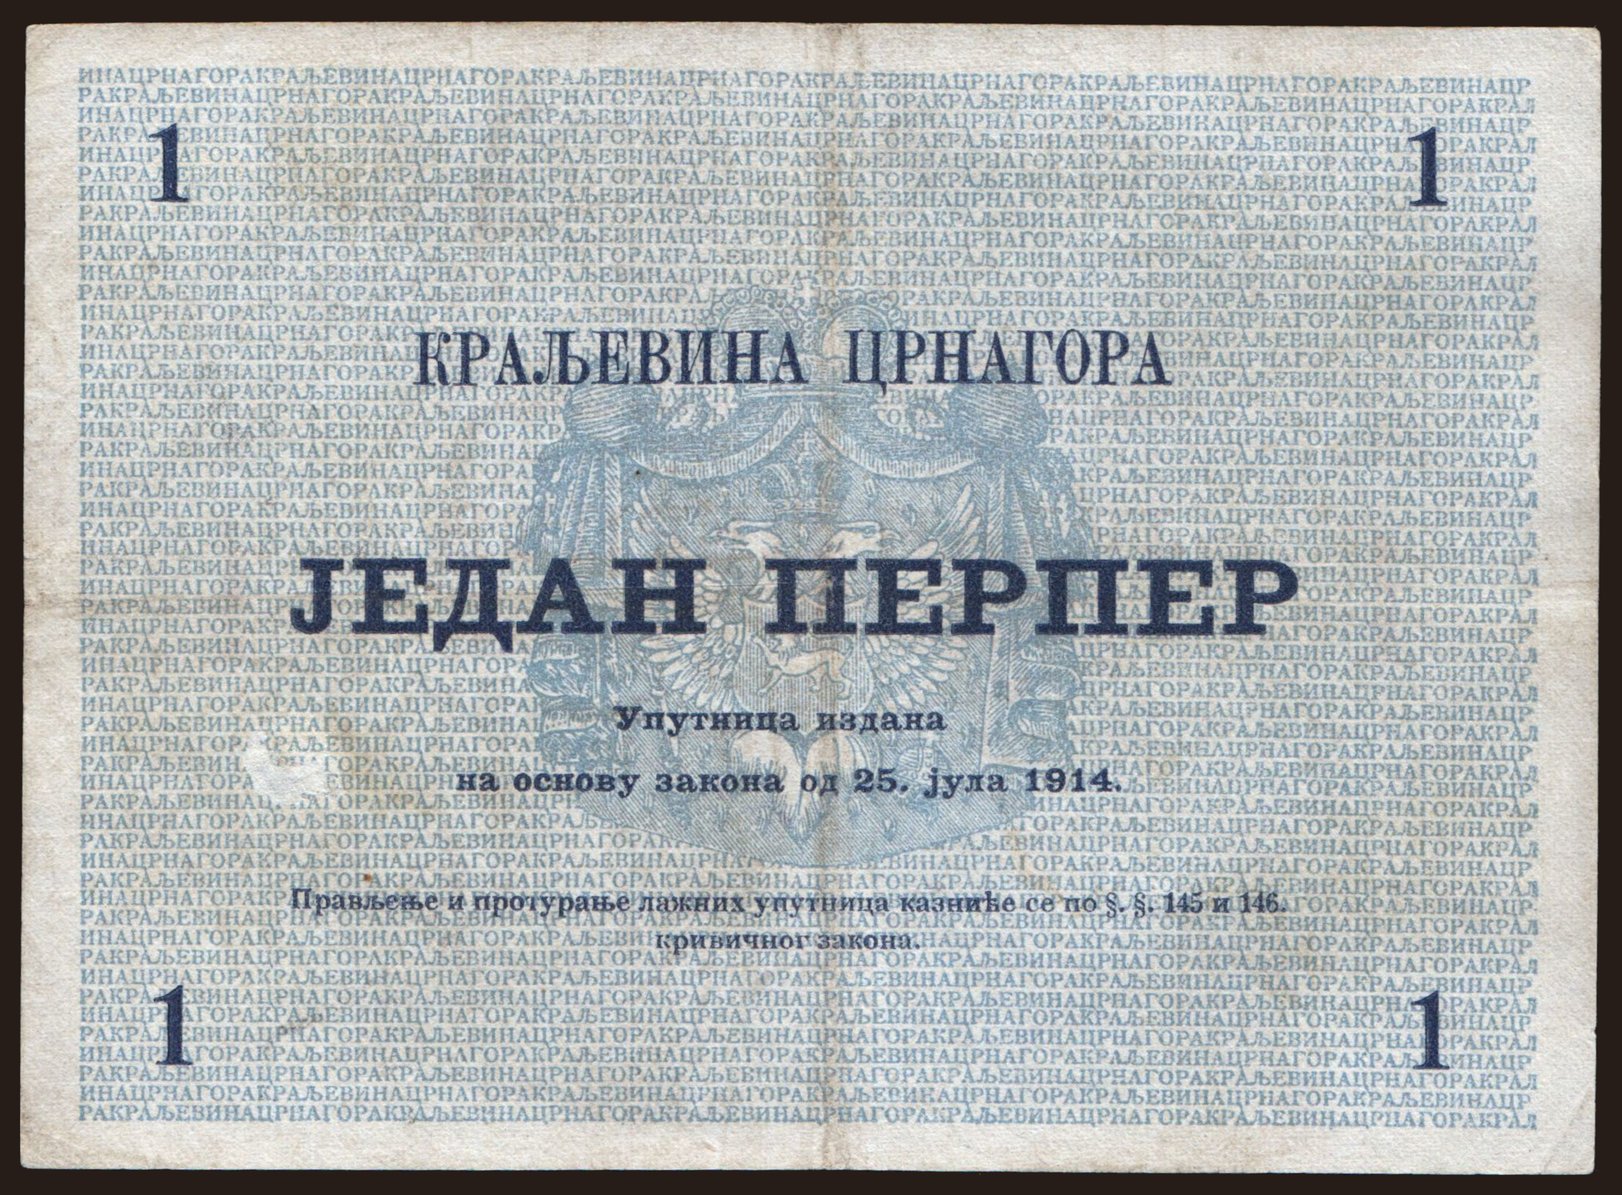 1 1
КРАЉЕВИНА ЦРНАГОРА
ЈЕДАН ПЕРПЕР
Упутница издана
на основу закона од 25. јула 1914.
Прављење и протурање лажних упутница казниће се по §. §. 145 и 146.
кривичног закона.
1 1